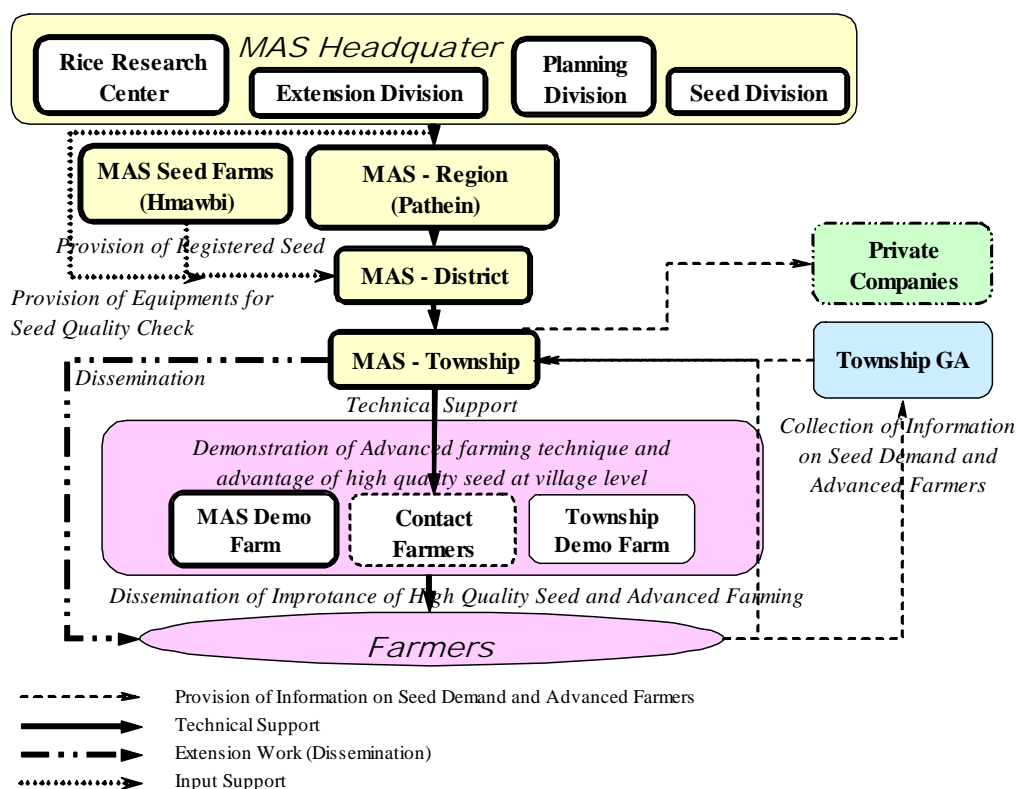 MAS Headquater
Rice Research
Center
Extension Division
Planning
Division
Seed Division
MAS Seed Farms
(Hmawbi)
MAS - Region
(Pathein)
Provision of Registered Seed
MAS - District
Private
Companies
Provision of Equipments for
Seed Quality Check
MAS - Township
Township GA
Dissemination
Technical Support
Collection of Information
on Seed Demand and
Advanced Farmers
Demonstration of Advanced farming technique and
advantage of high quality seed at village level
MAS Demo
Farm
Contact
Farmers
Township
Demo Farm
Dissemination of Improtance of High Quality Seed and Advanced Farming
Farmers
Provision of Information on Seed Demand and Advanced Farmers
Technical Support
Extension Work (Dissemination)
Input Support